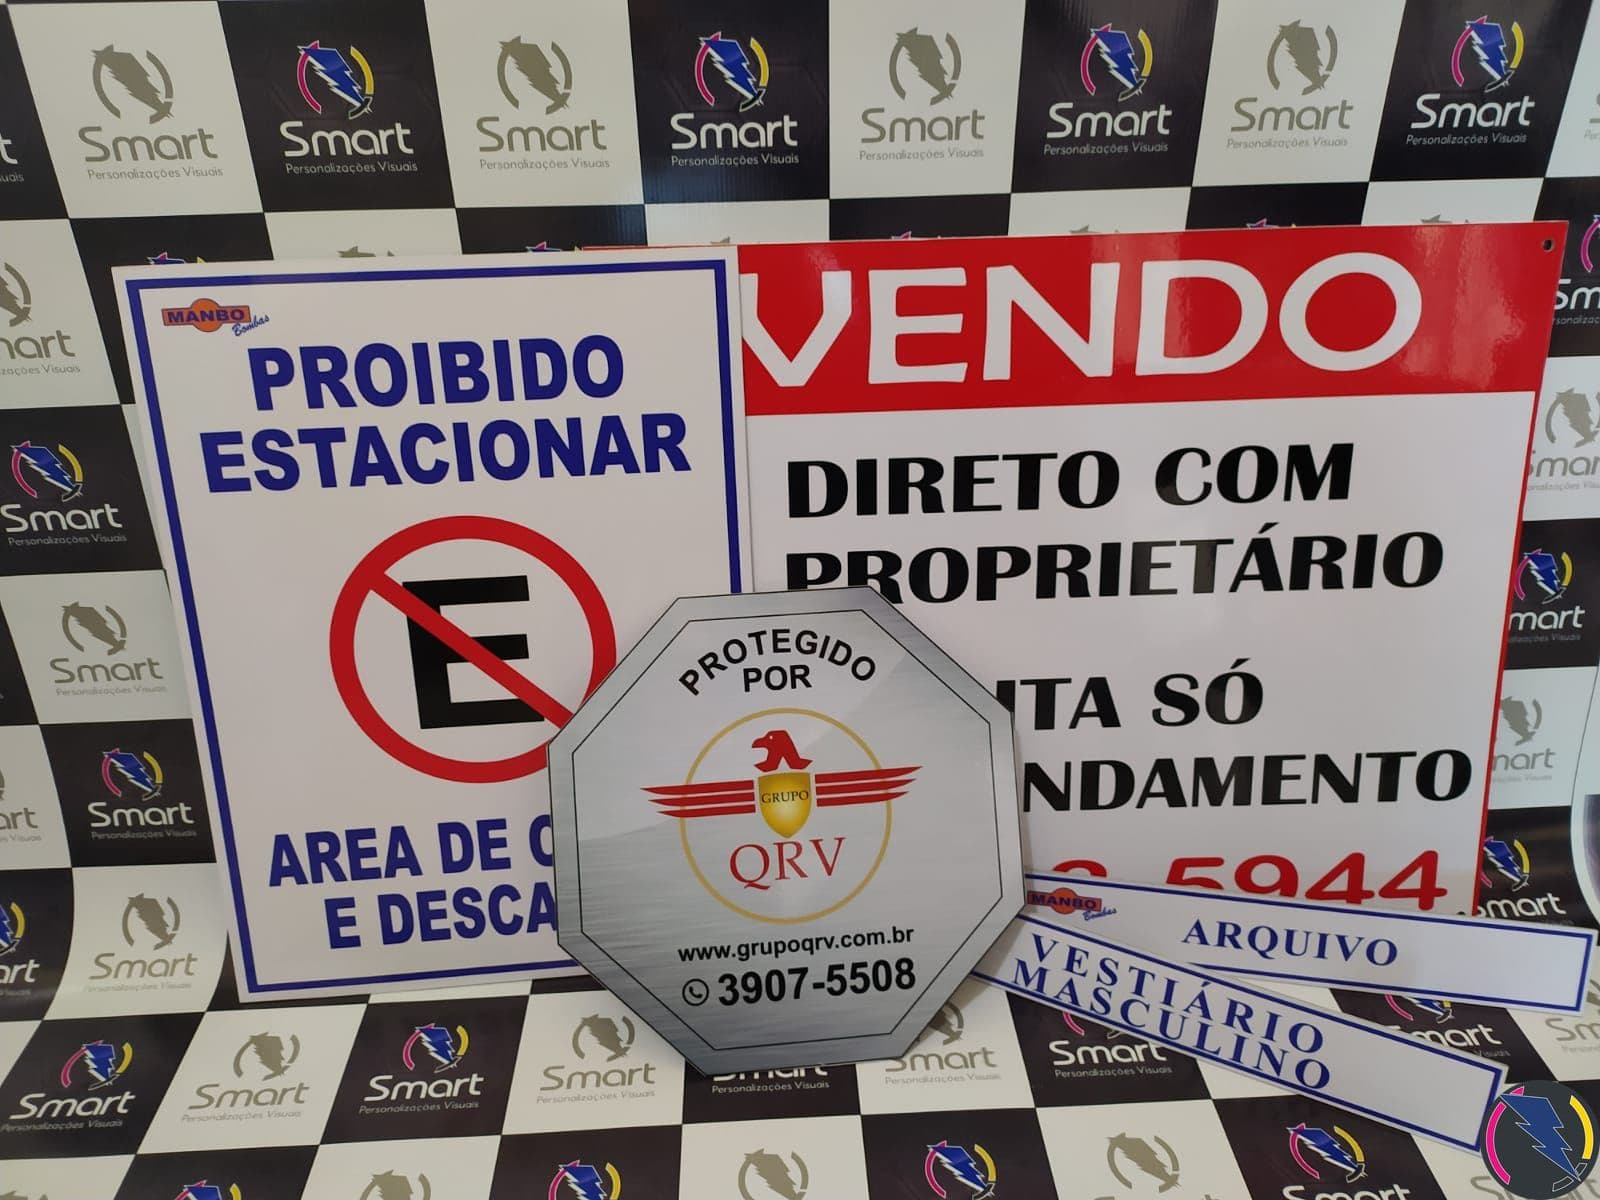 Smart
Personalizações Visuais
MANBO
Bombas
PROIBIDO
ESTACIONAR
E
AREA DE
E DESCA
VENDO
DIRETO COM
PROPRIETÁRIO
ITA SÓ
NDAMENTO
5944
PROTEGIDO
POR
GRUPO
QRV
www.grupoqrv.com.br
3907-5508
MANBO
Bombas
ARQUIVO
VESTIÁRIO
MASCULINO